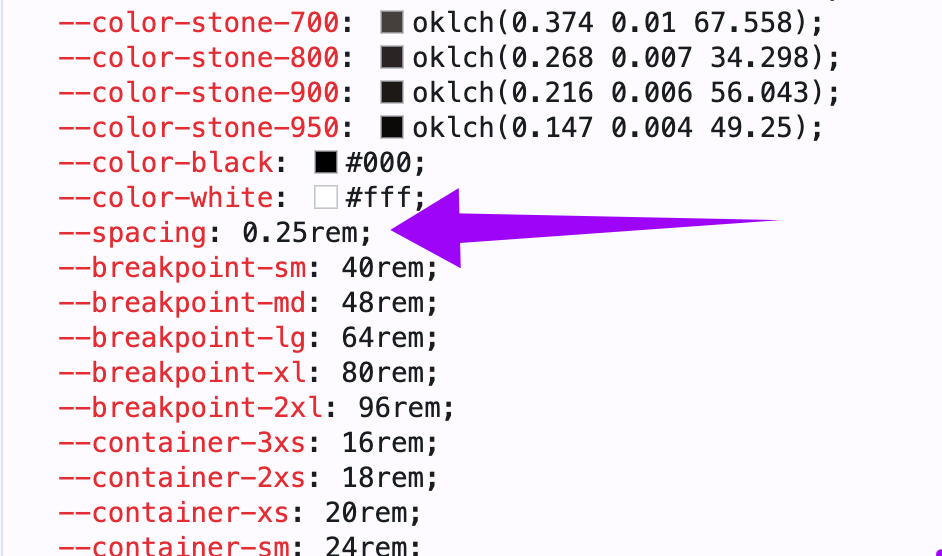 --color-stone-700: oklch(0.374 0.01 67.558);
--color-stone-800: oklch(0.268 0.007 34.298);
--color-stone-900: oklch(0.216 0.006 56.043);
--color-stone-950: oklch(0.147 0.004 49.25);
--color-black: #000;
--color-white: #fff;
--spacing: 0.25rem;
--breakpoint-sm: 40rem;
--breakpoint-md: 48rem;
--breakpoint-lg: 64rem;
--breakpoint-xl: 80rem;
--breakpoint-2xl: 96rem;
--container-3xs: 16rem;
--container-2xs: 18rem;
--container-xs: 20rem;
--container-sm: 24rem;